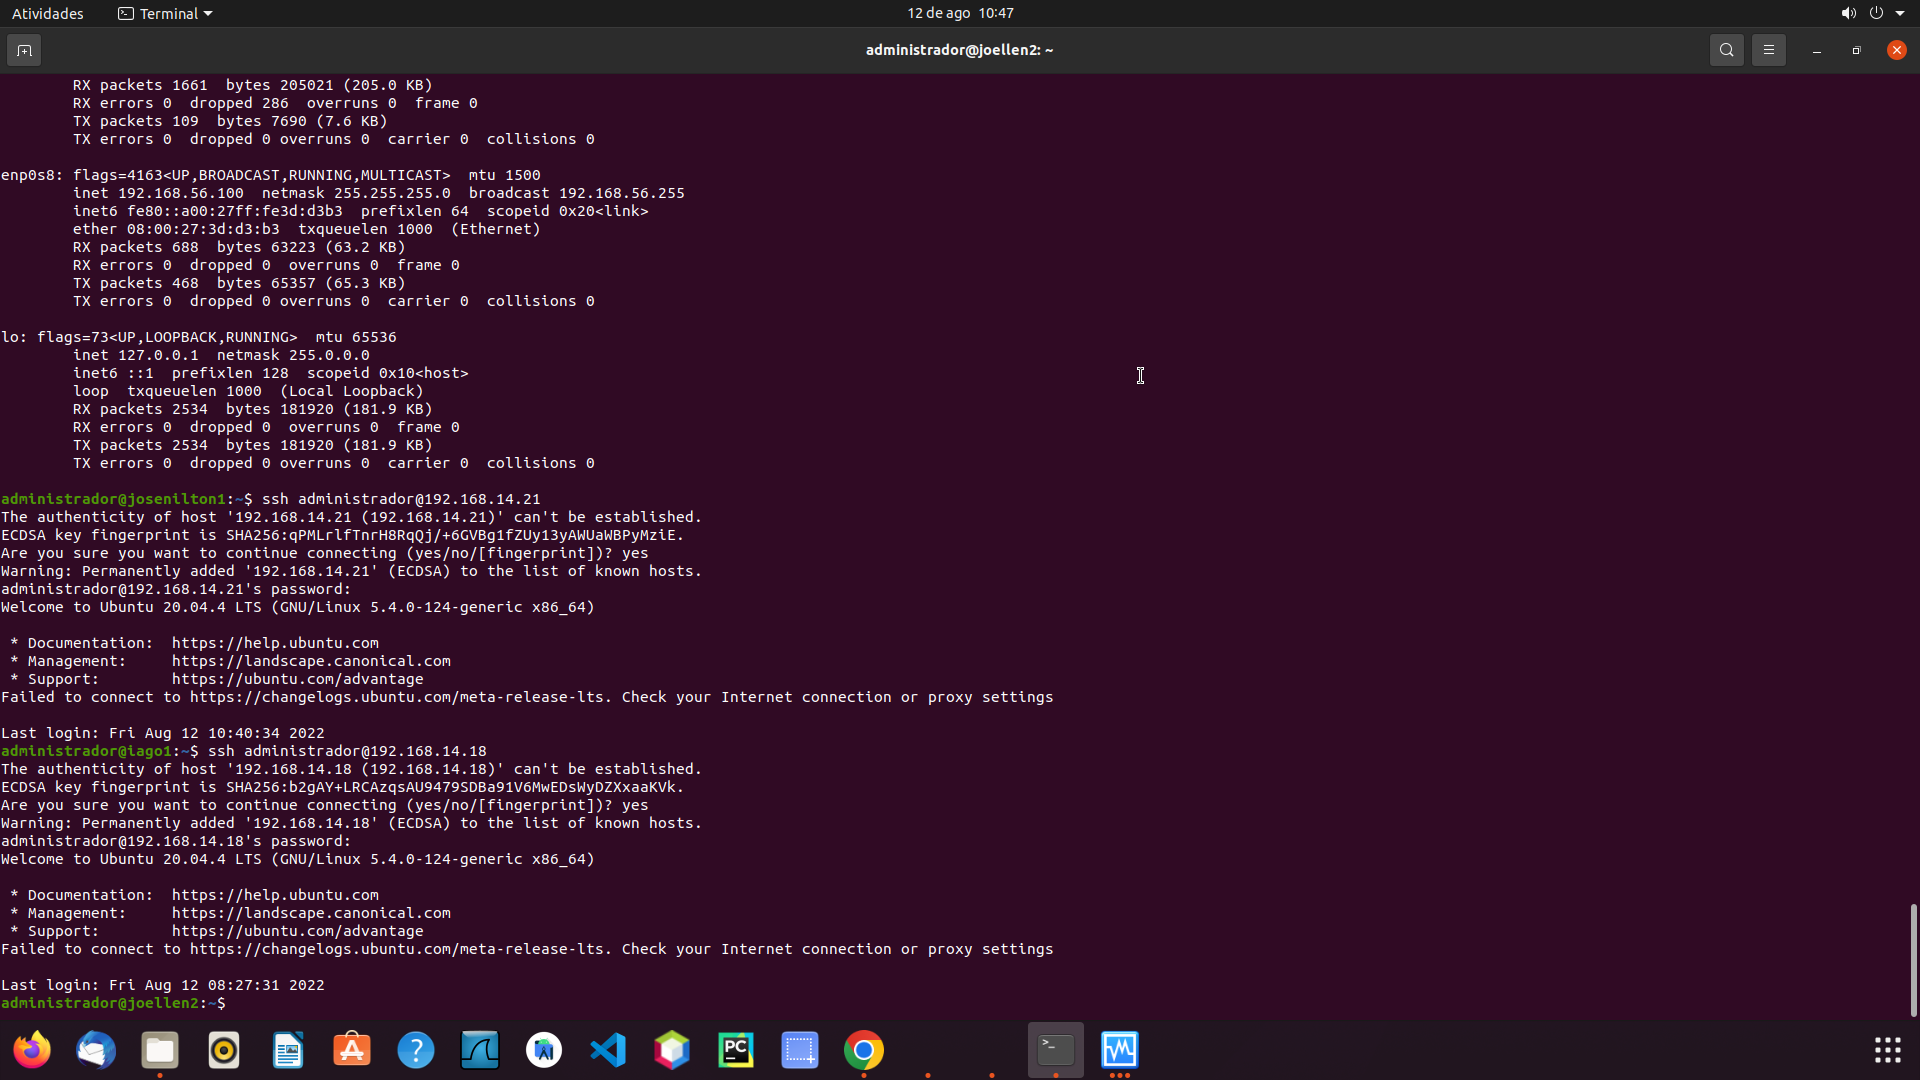 Atividades
Terminal
12 de ago 10:47
administrador@joellen2: ~
RX packets 1661  bytes 205021 (205.0 KB)
RX errors 0  dropped 286  overruns 0  frame 0
TX packets 109  bytes 7690 (7.6 KB)
TX errors 0  dropped 0 overruns 0  carrier 0  collisions 0
enp0s8: flags=4163<UP,BROADCAST,RUNNING,MULTICAST>  mtu 1500
inet 192.168.56.100  netmask 255.255.255.0  broadcast 192.168.56.255
inet6 fe80::a00:27ff:fe3d:d3b3  prefixlen 64  scopeid 0x20<link>
ether 08:00:27:3d:d3:b3  txqueuelen 1000  (Ethernet)
RX packets 688  bytes 63223 (63.2 KB)
RX errors 0  dropped 0  overruns 0  frame 0
TX packets 468  bytes 65357 (65.3 KB)
TX errors 0  dropped 0 overruns 0  carrier 0  collisions 0
lo: flags=73<UP,LOOPBACK,RUNNING>  mtu 65536
inet 127.0.0.1  netmask 255.0.0.0
inet6 ::1  prefixlen 128  scopeid 0x10<host>
loop  txqueuelen 1000  (Local Loopback)
RX packets 2534  bytes 181920 (181.9 KB)
RX errors 0  dropped 0  overruns 0  frame 0
TX packets 2534  bytes 181920 (181.9 KB)
TX errors 0  dropped 0 overruns 0  carrier 0  collisions 0
administrador@josenilton1:~$ ssh administrador@192.168.14.21
The authenticity of host '192.168.14.21 (192.168.14.21)' can't be established.
ECDSA key fingerprint is SHA256:qPMLrlfTnrH8RqQj/+6GVBg1fZUy13yAWUaWBPyMziE.
Are you sure you want to continue connecting (yes/no/[fingerprint])? yes
Warning: Permanently added '192.168.14.21' (ECDSA) to the list of known hosts.
administrador@192.168.14.21's password:
Welcome to Ubuntu 20.04.4 LTS (GNU/Linux 5.4.0-124-generic x86_64)
* Documentation:  https://help.ubuntu.com
* Management:     https://landscape.canonical.com
* Support:        https://ubuntu.com/advantage
Failed to connect to https://changelogs.ubuntu.com/meta-release-lts. Check your Internet connection or proxy settings
Last login: Fri Aug 12 10:40:34 2022
administrador@iago1:~$ ssh administrador@192.168.14.18
The authenticity of host '192.168.14.18 (192.168.14.18)' can't be established.
ECDSA key fingerprint is SHA256:b2gAY+LRCAzqsAU9479SDBa91V6MwEDsWyDZXxaaKVk.
Are you sure you want to continue connecting (yes/no/[fingerprint])? yes
Warning: Permanently added '192.168.14.18' (ECDSA) to the list of known hosts.
administrador@192.168.14.18's password:
Welcome to Ubuntu 20.04.4 LTS (GNU/Linux 5.4.0-124-generic x86_64)
* Documentation:  https://help.ubuntu.com
* Management:     https://landscape.canonical.com
* Support:        https://ubuntu.com/advantage
Failed to connect to https://changelogs.ubuntu.com/meta-release-lts. Check your Internet connection or proxy settings
Last login: Fri Aug 12 08:27:31 2022
administrador@joellen2:~$
PC